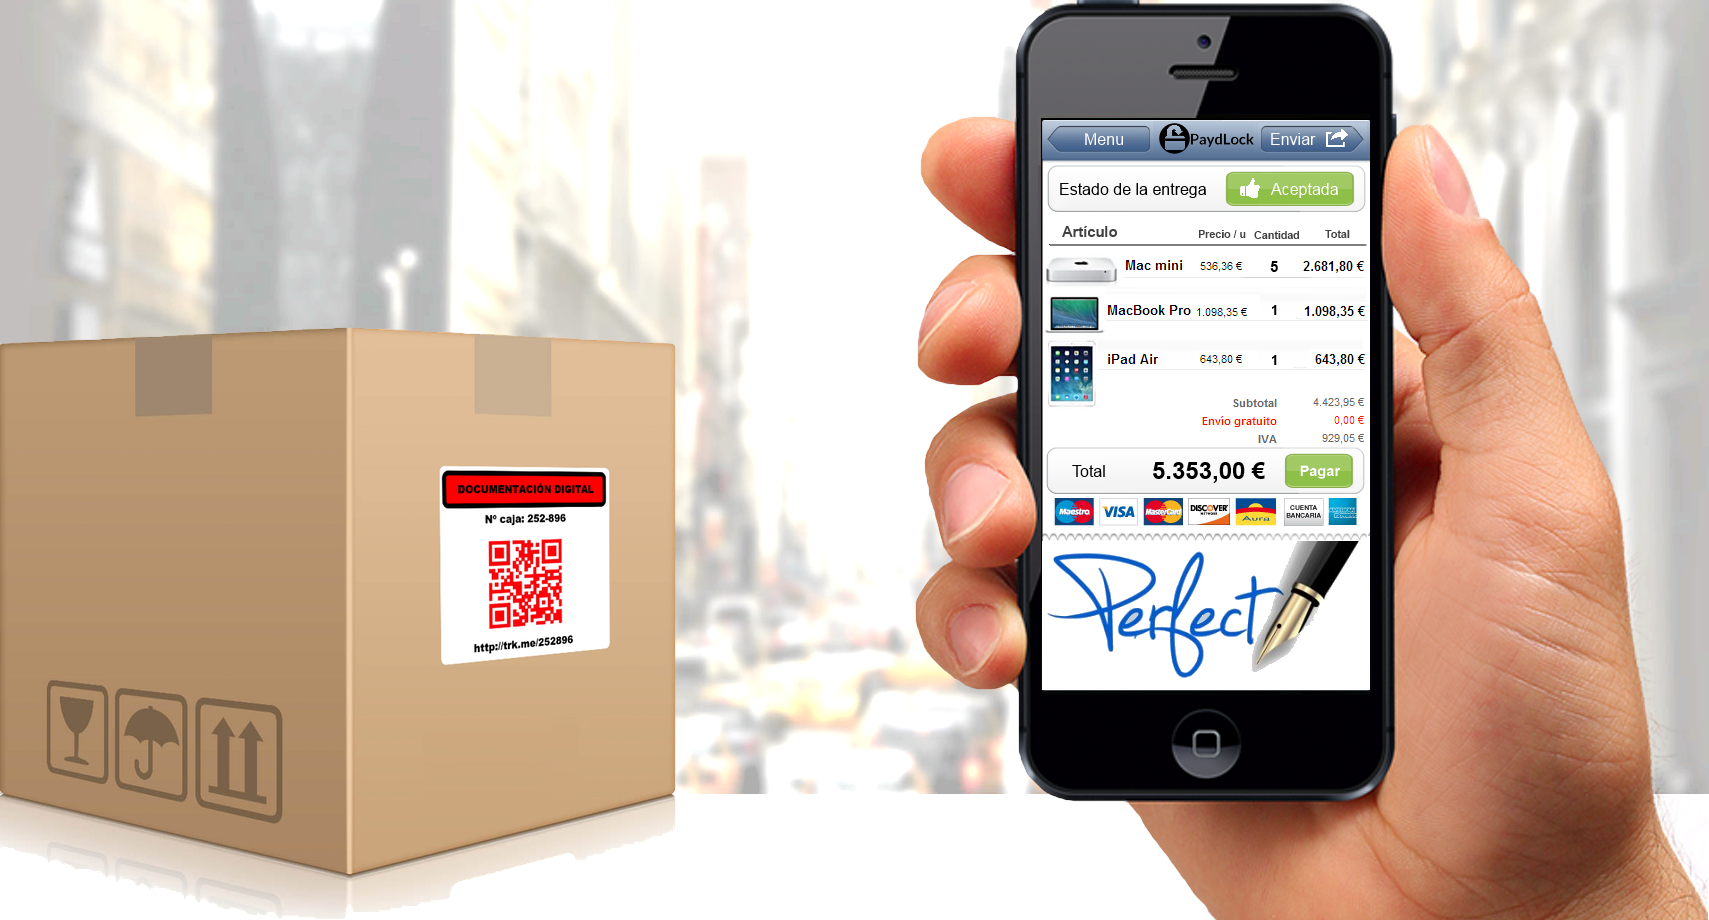 DOCUMENTACIÓN DIGITAL
Nº caja: 252-896
http://trk.me/252896
Menu PaydLock Enviar
Estado de la entrega Aceptada
Artículo Precio / u Cantidad Total
Mac mini 536,36 € 5 2.681,80 €
MacBook Pro 1.098,35 € 1 1.098,35 €
iPad Air 643,80 € 1 643,80 €
Subtotal 4.423,95 €
Envío gratuito 0,00 €
IVA 929,05 €
Total 5.353,00 € Pagar
Maestro VISA MasterCard DISCOVER NETWORK Aura CUENTA BANCARIA
Perfect